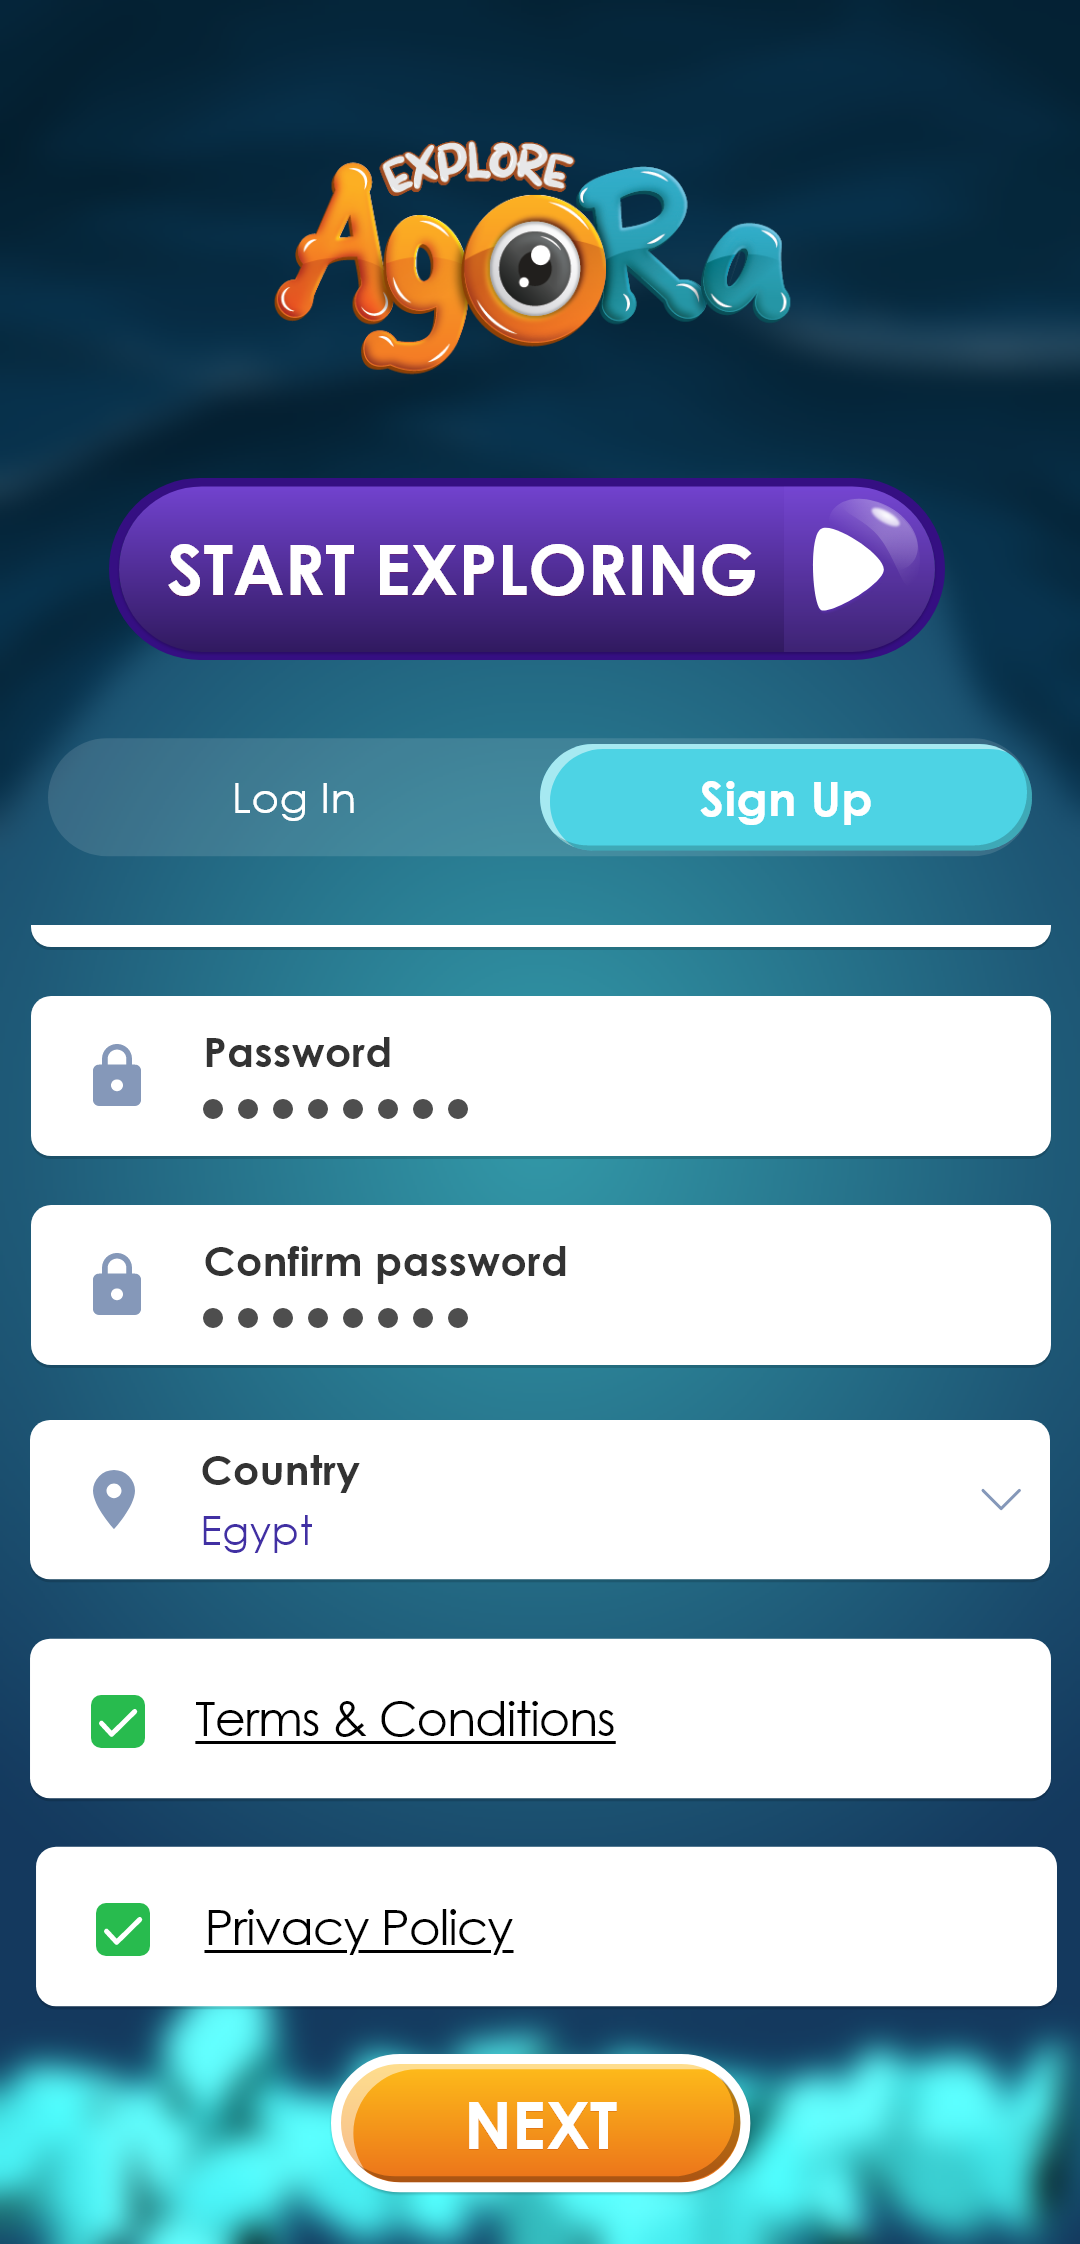 EXPLORE
AgoRa
START EXPLORING
Log In
Sign Up
Password
Confirm password
Country
Egypt
Terms & Conditions
Privacy Policy
NEXT